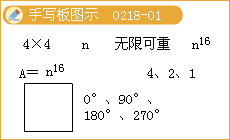 手写板图示 0218-01
4×4 n 无限可重 n¹⁶
A＝ n¹⁶ 4、2、1
0°、90°、
180°、270°